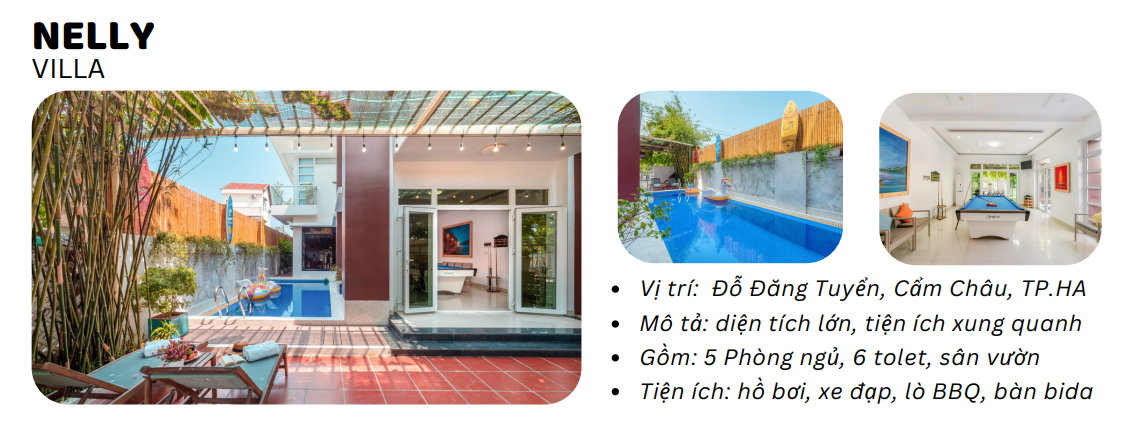 NELLY
VILLA
• Vị trí: Đỗ Đăng Tuyển, Cẩm Châu, TP.HA
• Mô tả: diện tích lớn, tiện ích xung quanh
• Gồm: 5 Phòng ngủ, 6 tolet, sân vườn
• Tiện ích: hồ bơi, xe đạp, lò BBQ, bàn bida